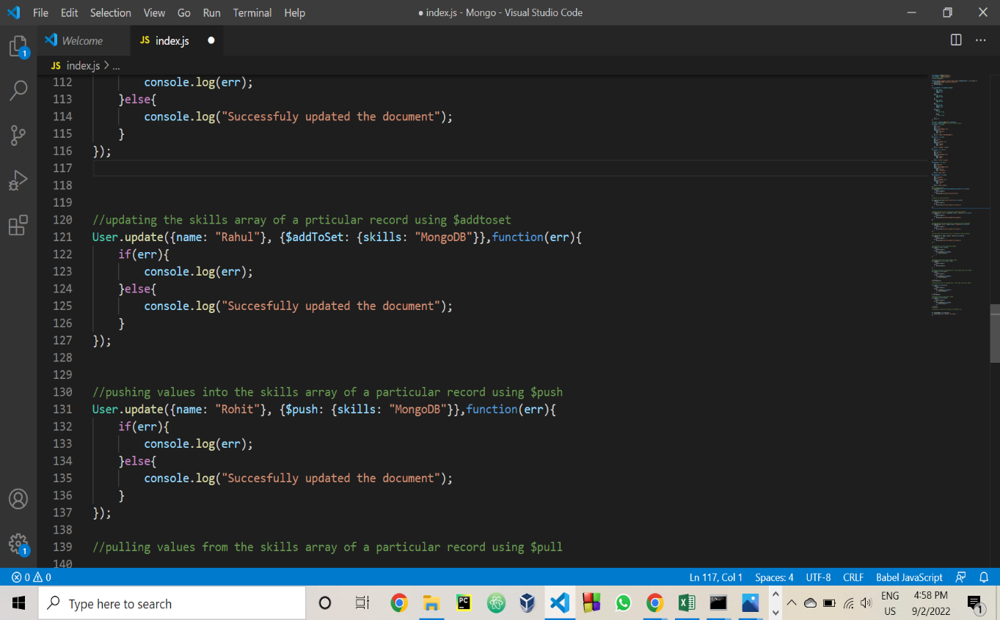 File Edit Selection View Go Run Terminal Help ● index.js - Mongo - Visual Studio Code
1 Welcome JS index.js
JS index.js > ...
112 console.log(err);
113 }else{
114 console.log("Successfuly updated the document");
115 }
116 });
117
118
119
120 //updating the skills array of a prticular record using $addtoset
121 User.update({name: "Rahul"}, {$addToSet: {skills: "MongoDB"}},function(err){
122 if(err){
123 console.log(err);
124 }else{
125 console.log("Succesfully updated the document");
126 }
127 });
128
129
130 //pushing values into the skills array of a particular record using $push
131 User.update({name: "Rohit"}, {$push: {skills: "MongoDB"}},function(err){
132 if(err){
133 console.log(err);
134 }else{
135 console.log("Succesfully updated the document");
136 }
137 });
138
139 //pulling values from the skills array of a particular record using $pull
140
1
0 0 Ln 117, Col 1 Spaces: 4 UTF-8 CRLF Babel JavaScript
Type here to search PC ENG 4:58 PM
US 9/2/2022 1